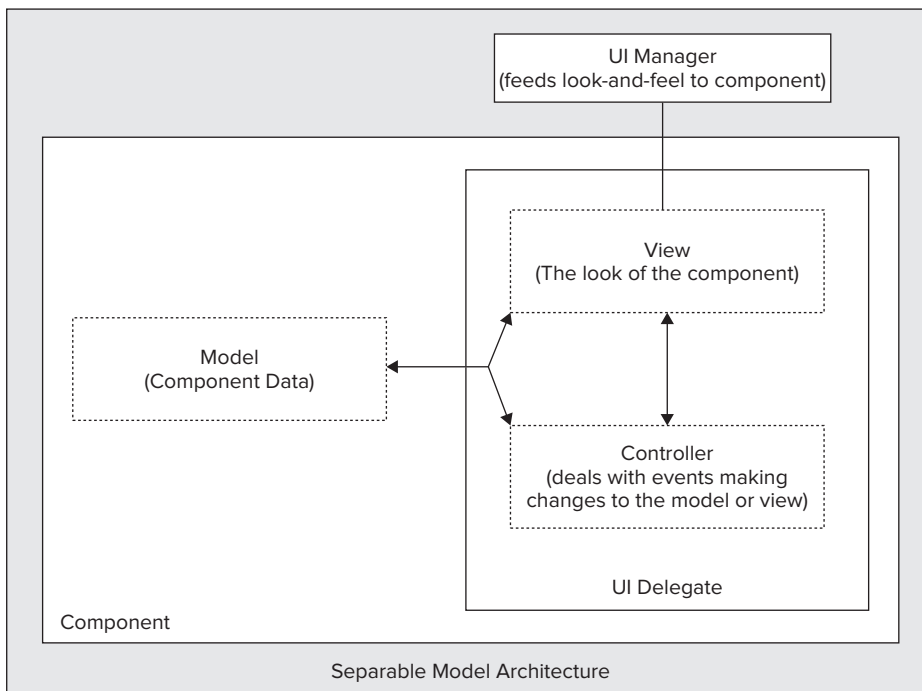 UI Manager
(feeds look-and-feel to component)
View
(The look of the component)
Model
(Component Data)
Controller
(deals with events making
changes to the model or view)
UI Delegate
Component
Separable Model Architecture